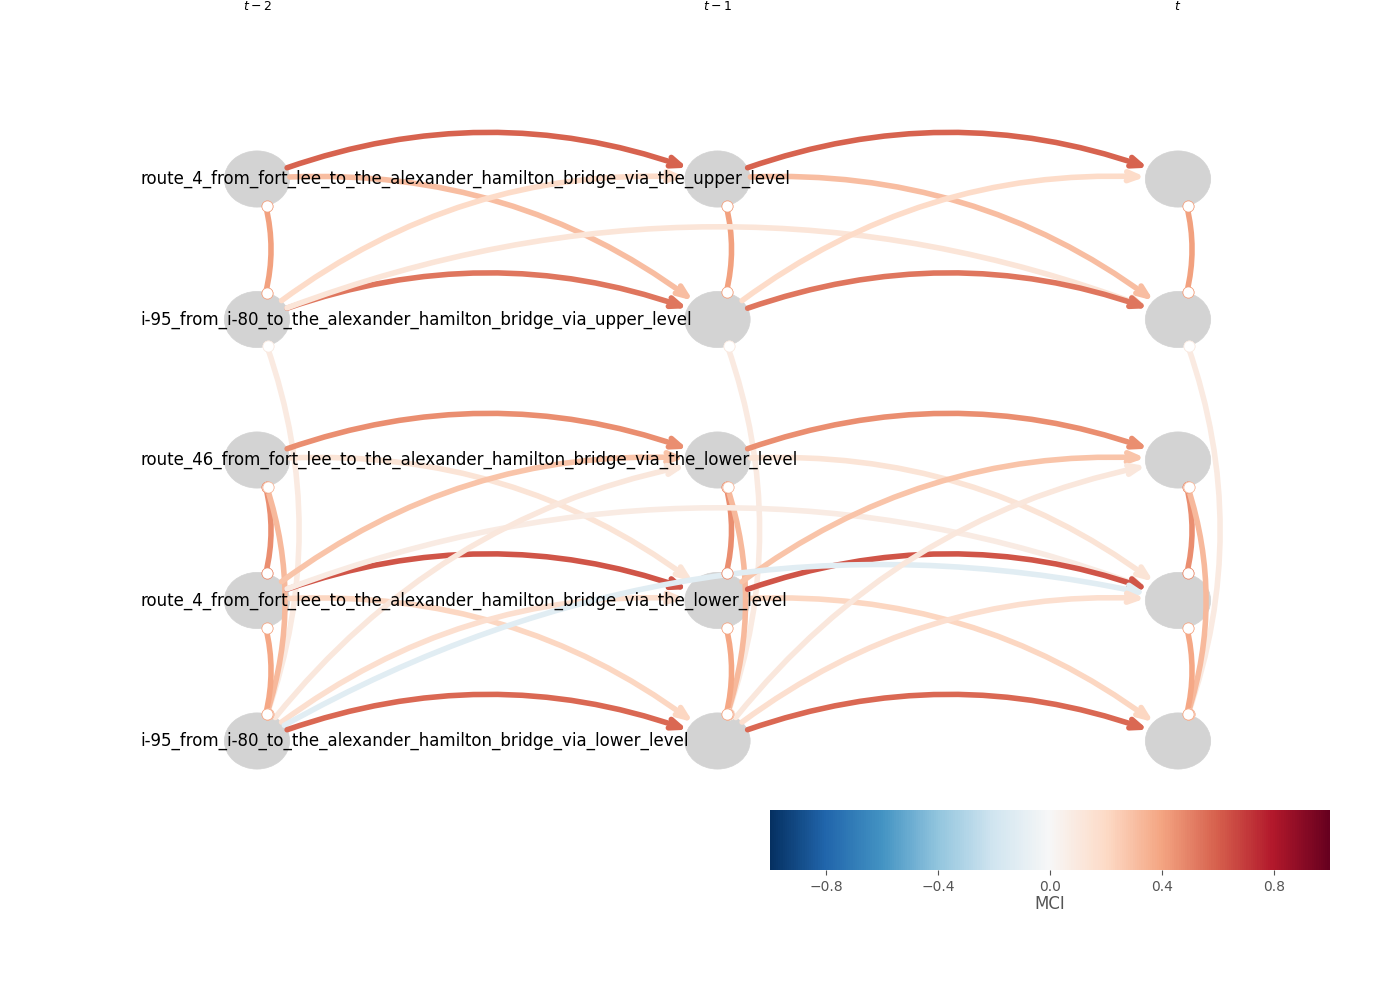 t − 2 t − 1 t
route_4_from_fort_lee_to_the_alexander_hamilton_bridge_via_the_upper_level
i-95_from_i-80_to_the_alexander_hamilton_bridge_via_upper_level
route_46_from_fort_lee_to_the_alexander_hamilton_bridge_via_the_lower_level
route_4_from_fort_lee_to_the_alexander_hamilton_bridge_via_the_lower_level
i-95_from_i-80_to_the_alexander_hamilton_bridge_via_lower_level
−0.8 −0.4 0.0 0.4 0.8
MCI